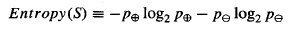 Entropy(S) ≡ −p⊕ log₂ p⊕ − p⊖ log₂ p⊖